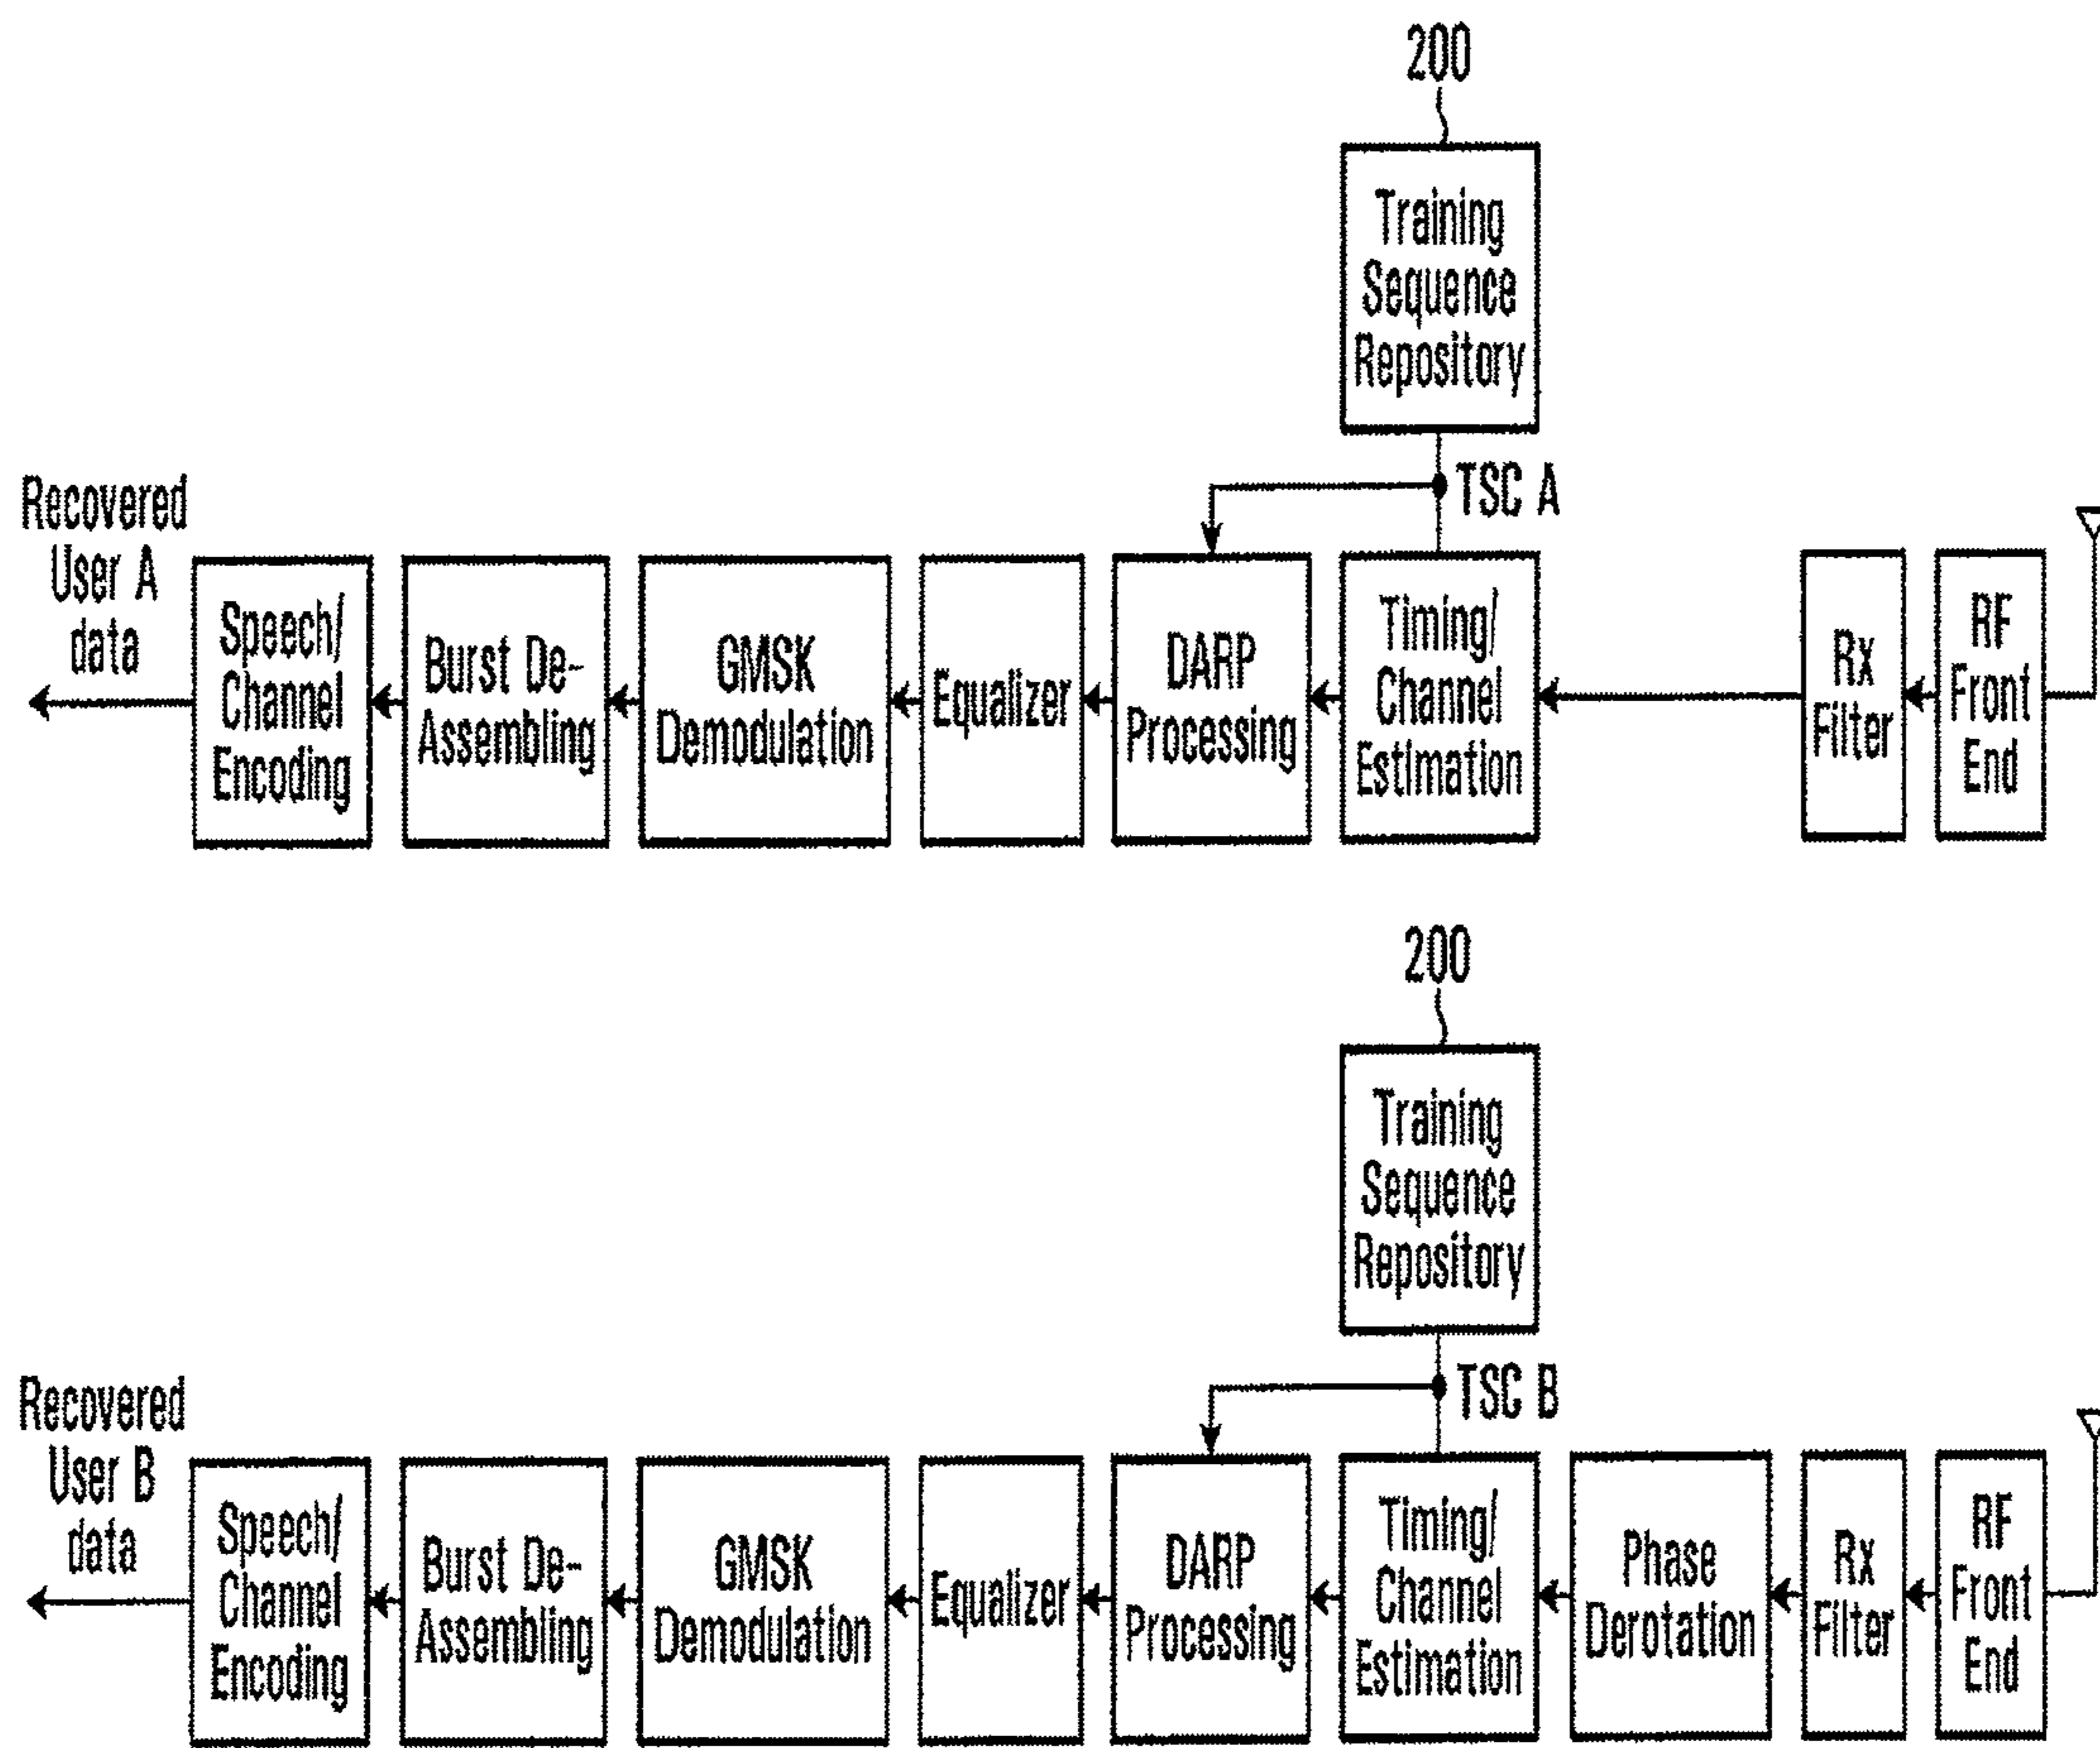 200
Training
Sequence
Repository
TSC A
Recovered
User A
data
Speech/
Channel
Encoding
Burst De-
Assembling
GMSK
Demodulation
Equalizer
DARP
Processing
Timing/
Channel
Estimation
Rx
Filter
RF
Front
End
200
Training
Sequence
Repository
TSC B
Recovered
User B
data
Speech/
Channel
Encoding
Burst De-
Assembling
GMSK
Demodulation
Equalizer
DARP
Processing
Timing/
Channel
Estimation
Phase
Derotation
Rx
Filter
RF
Front
End